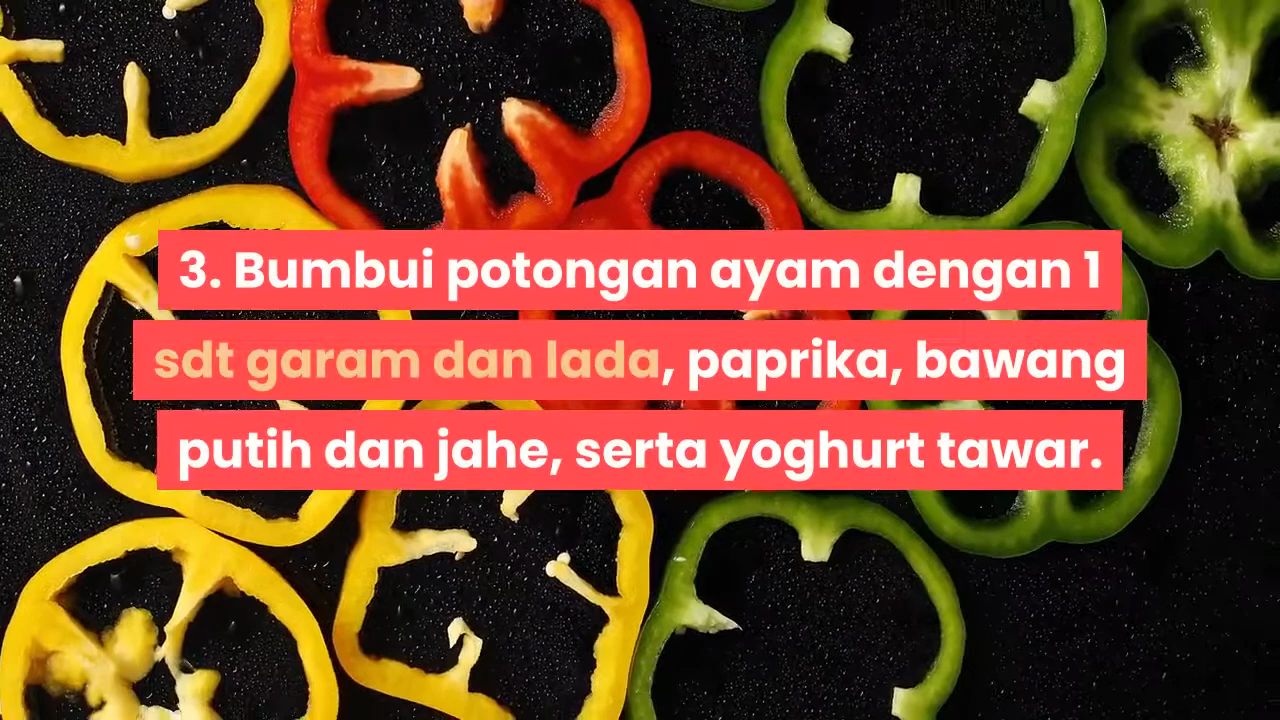 3. Bumbui potongan ayam dengan 1
sdt garam dan lada, paprika, bawang
putih dan jahe, serta yoghurt tawar.